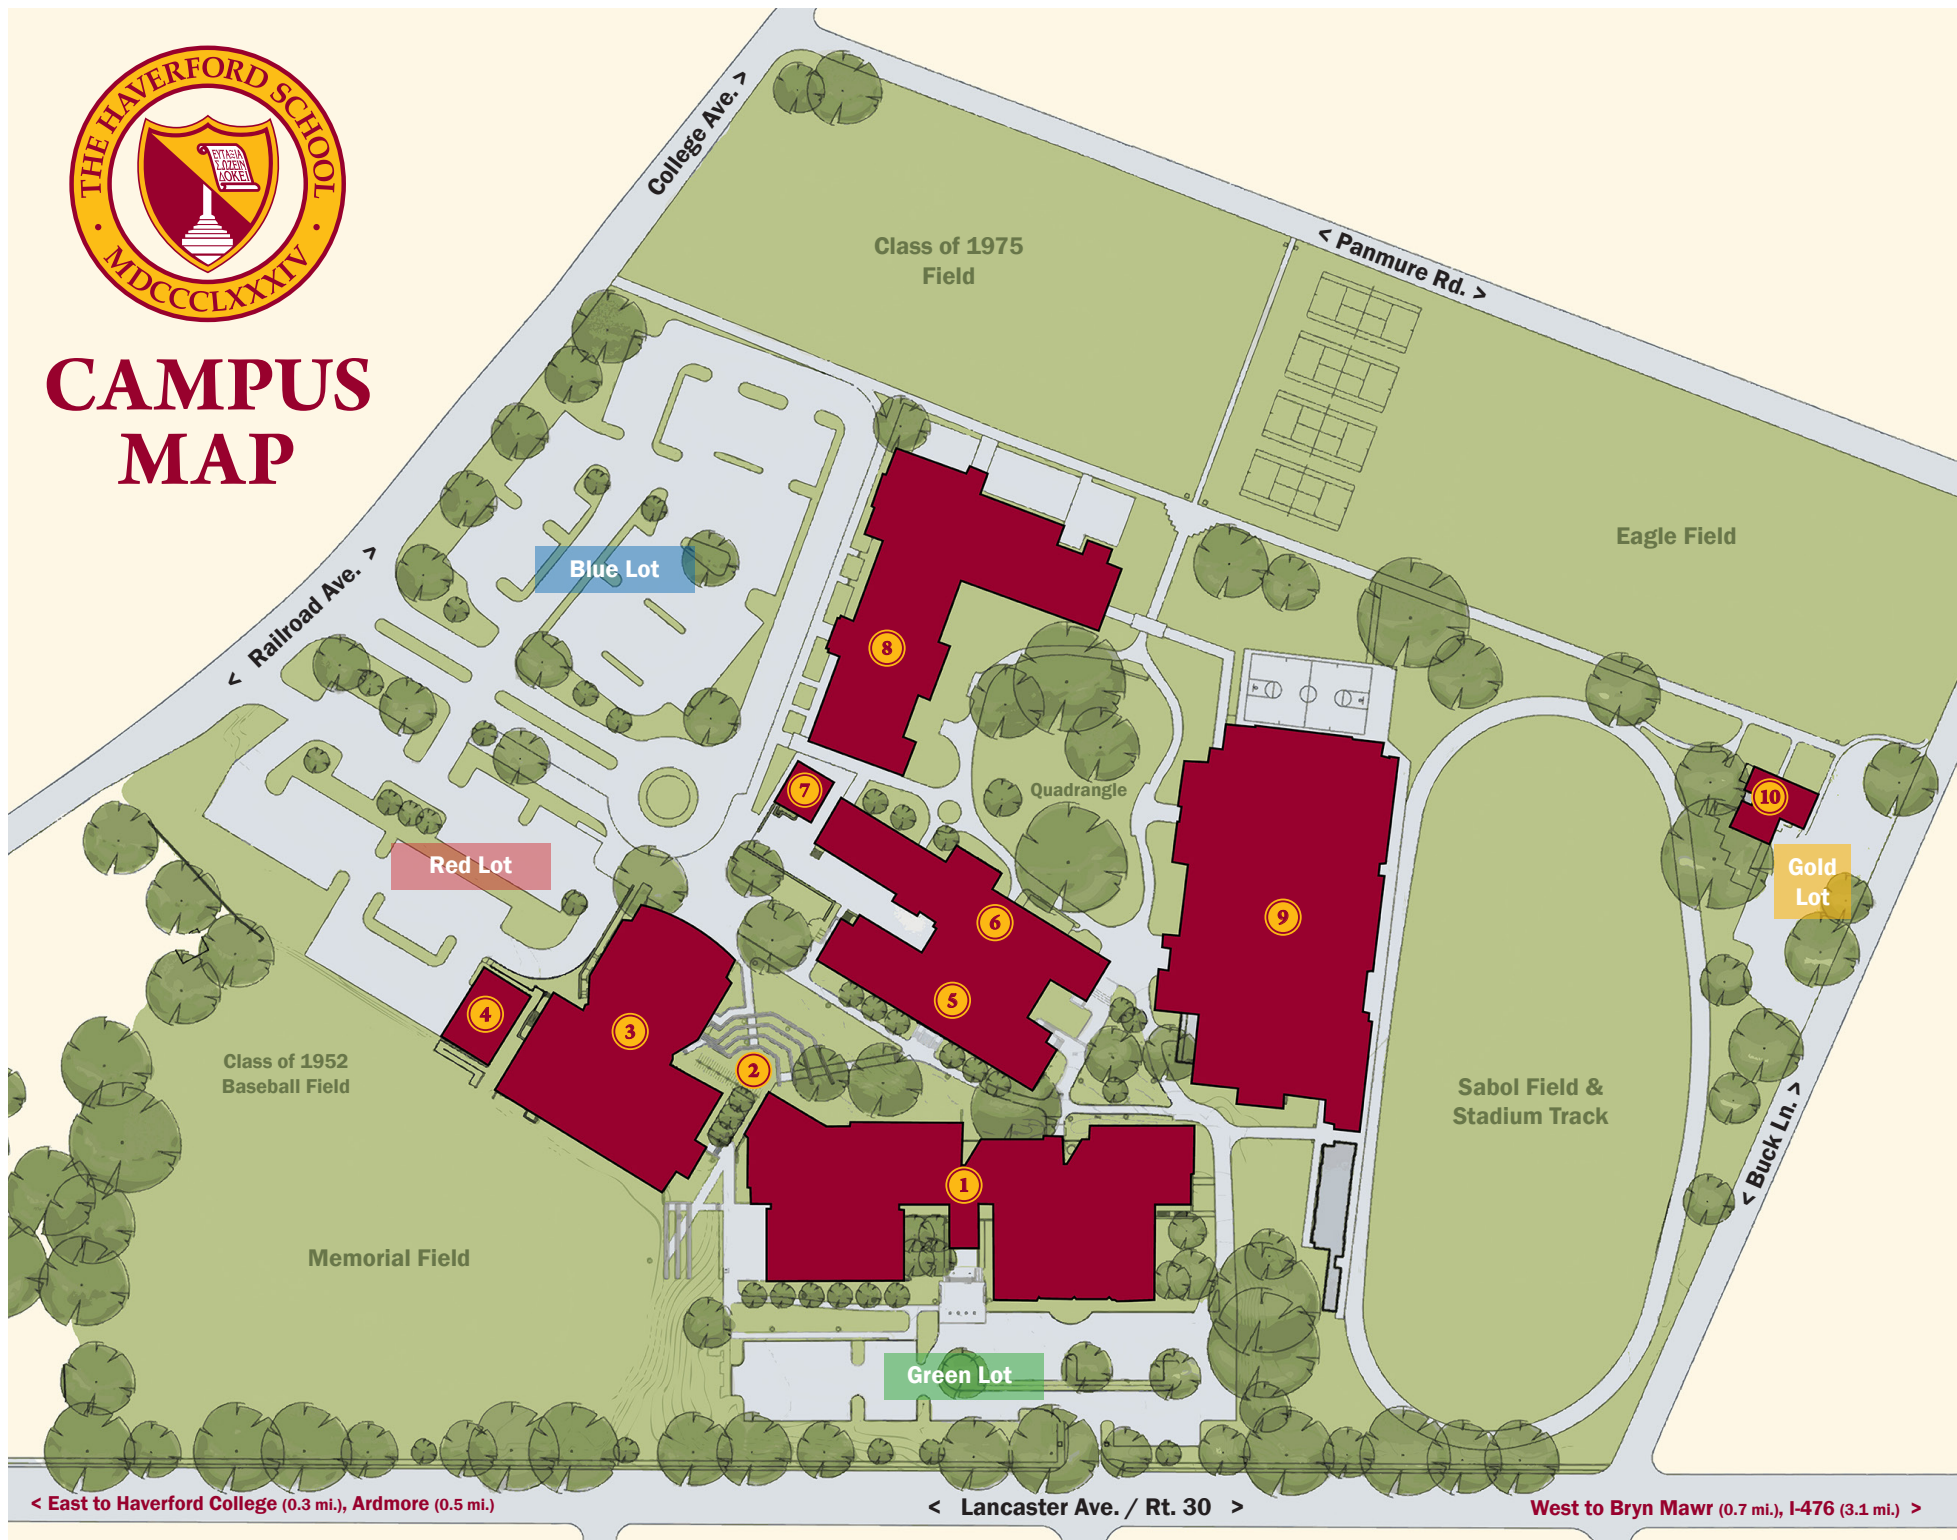 THE HAVERFORD SCHOOL
ΕΥΤΑΞΙΑ
ΣΩΖΕΙΝ
ΔΟΚΕΙ
• MDCCCLXXXIV •
CAMPUS
MAP
College Ave. >
< Panmure Rd. >
Class of 1975
Field
Eagle Field
< Railroad Ave. >
Blue Lot
8
7
Quadrangle
10
Red Lot
Gold
Lot
6
9
5
4
3
Class of 1952
Baseball Field
2
Sabol Field &
Stadium Track
< Buck Ln. >
1
Memorial Field
Green Lot
< East to Haverford College (0.3 mi.), Ardmore (0.5 mi.)
< Lancaster Ave. / Rt. 30 >
West to Bryn Mawr (0.7 mi.), I-476 (3.1 mi.) >